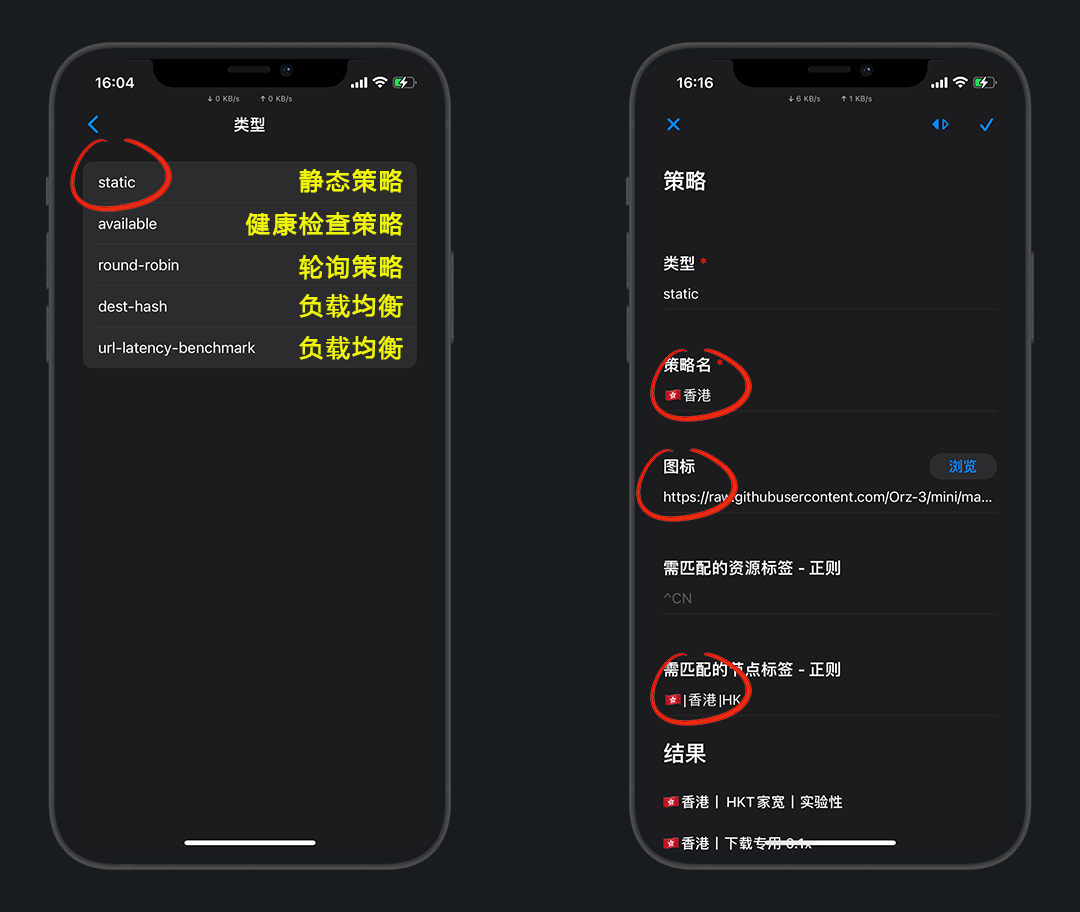 16:04
↓ 0 KB/s ↑ 0 KB/s
类型
static 静态策略
available 健康检查策略
round-robin 轮询策略
dest-hash 负载均衡
url-latency-benchmark 负载均衡
16:16
↓ 6 KB/s ↑ 1 KB/s
策略
类型 *
static
策略名 *
🇭🇰香港
图标
浏览
https://raw.githubusercontent.com/Orz-3/mini/ma...
需匹配的资源标签 - 正则
^CN
需匹配的节点标签 - 正则
🇭🇰|香港|HK
结果
🇭🇰香港丨 HKT家宽丨实验性
🇭🇰香港丨下载专用 0.1x